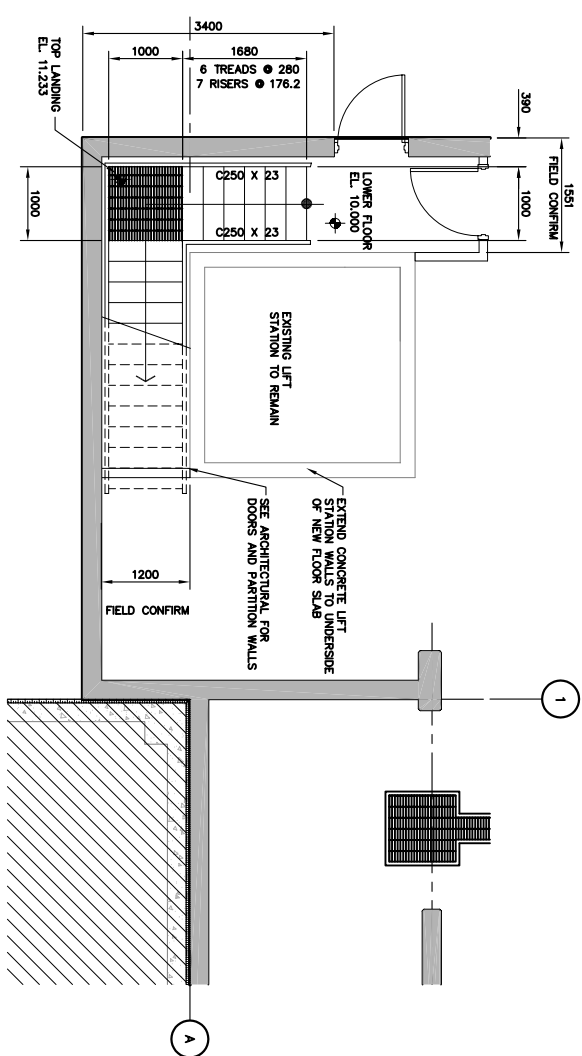 3400
1000
1680
6 TREADS @ 280
7 RISERS @ 176.2
TOP LANDING
EL. 11.233
390
1551
FIELD CONFIRM
1000
1000
C250 X 23
C250 X 23
LOWER FLOOR
EL. 10.000
EXISTING LIFT
STATION TO REMAIN
EXTEND CONCRETE LIFT
STATION WALLS TO UNDERSIDE
OF NEW FLOOR SLAB
SEE ARCHITECTURAL FOR
DOORS AND PARTITION WALLS
1200
FIELD CONFIRM
1
A